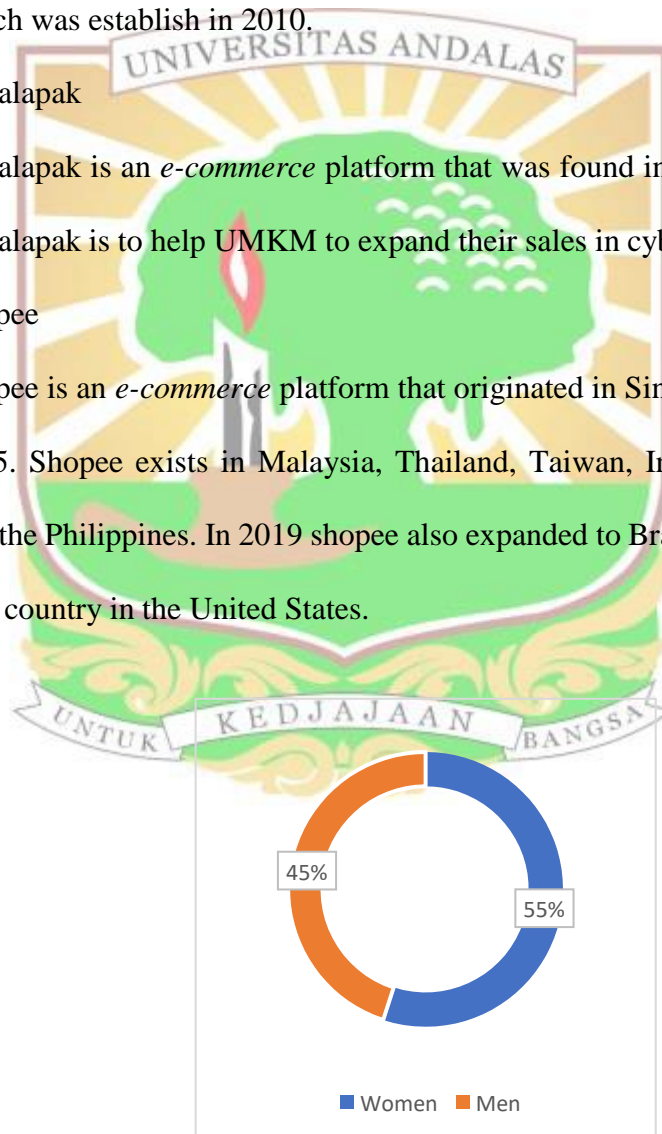 ch was establish in 2010.
UNIVERSITAS ANDALAS
alapak
alapak is an e-commerce platform that was found in
alapak is to help UMKM to expand their sales in cyb
pee
pee is an e-commerce platform that originated in Sin
5. Shopee exists in Malaysia, Thailand, Taiwan, In
the Philippines. In 2019 shopee also expanded to Bra
country in the United States.
UNTUK KEDJAJAAN BANGSA
45%
55%
Women Men